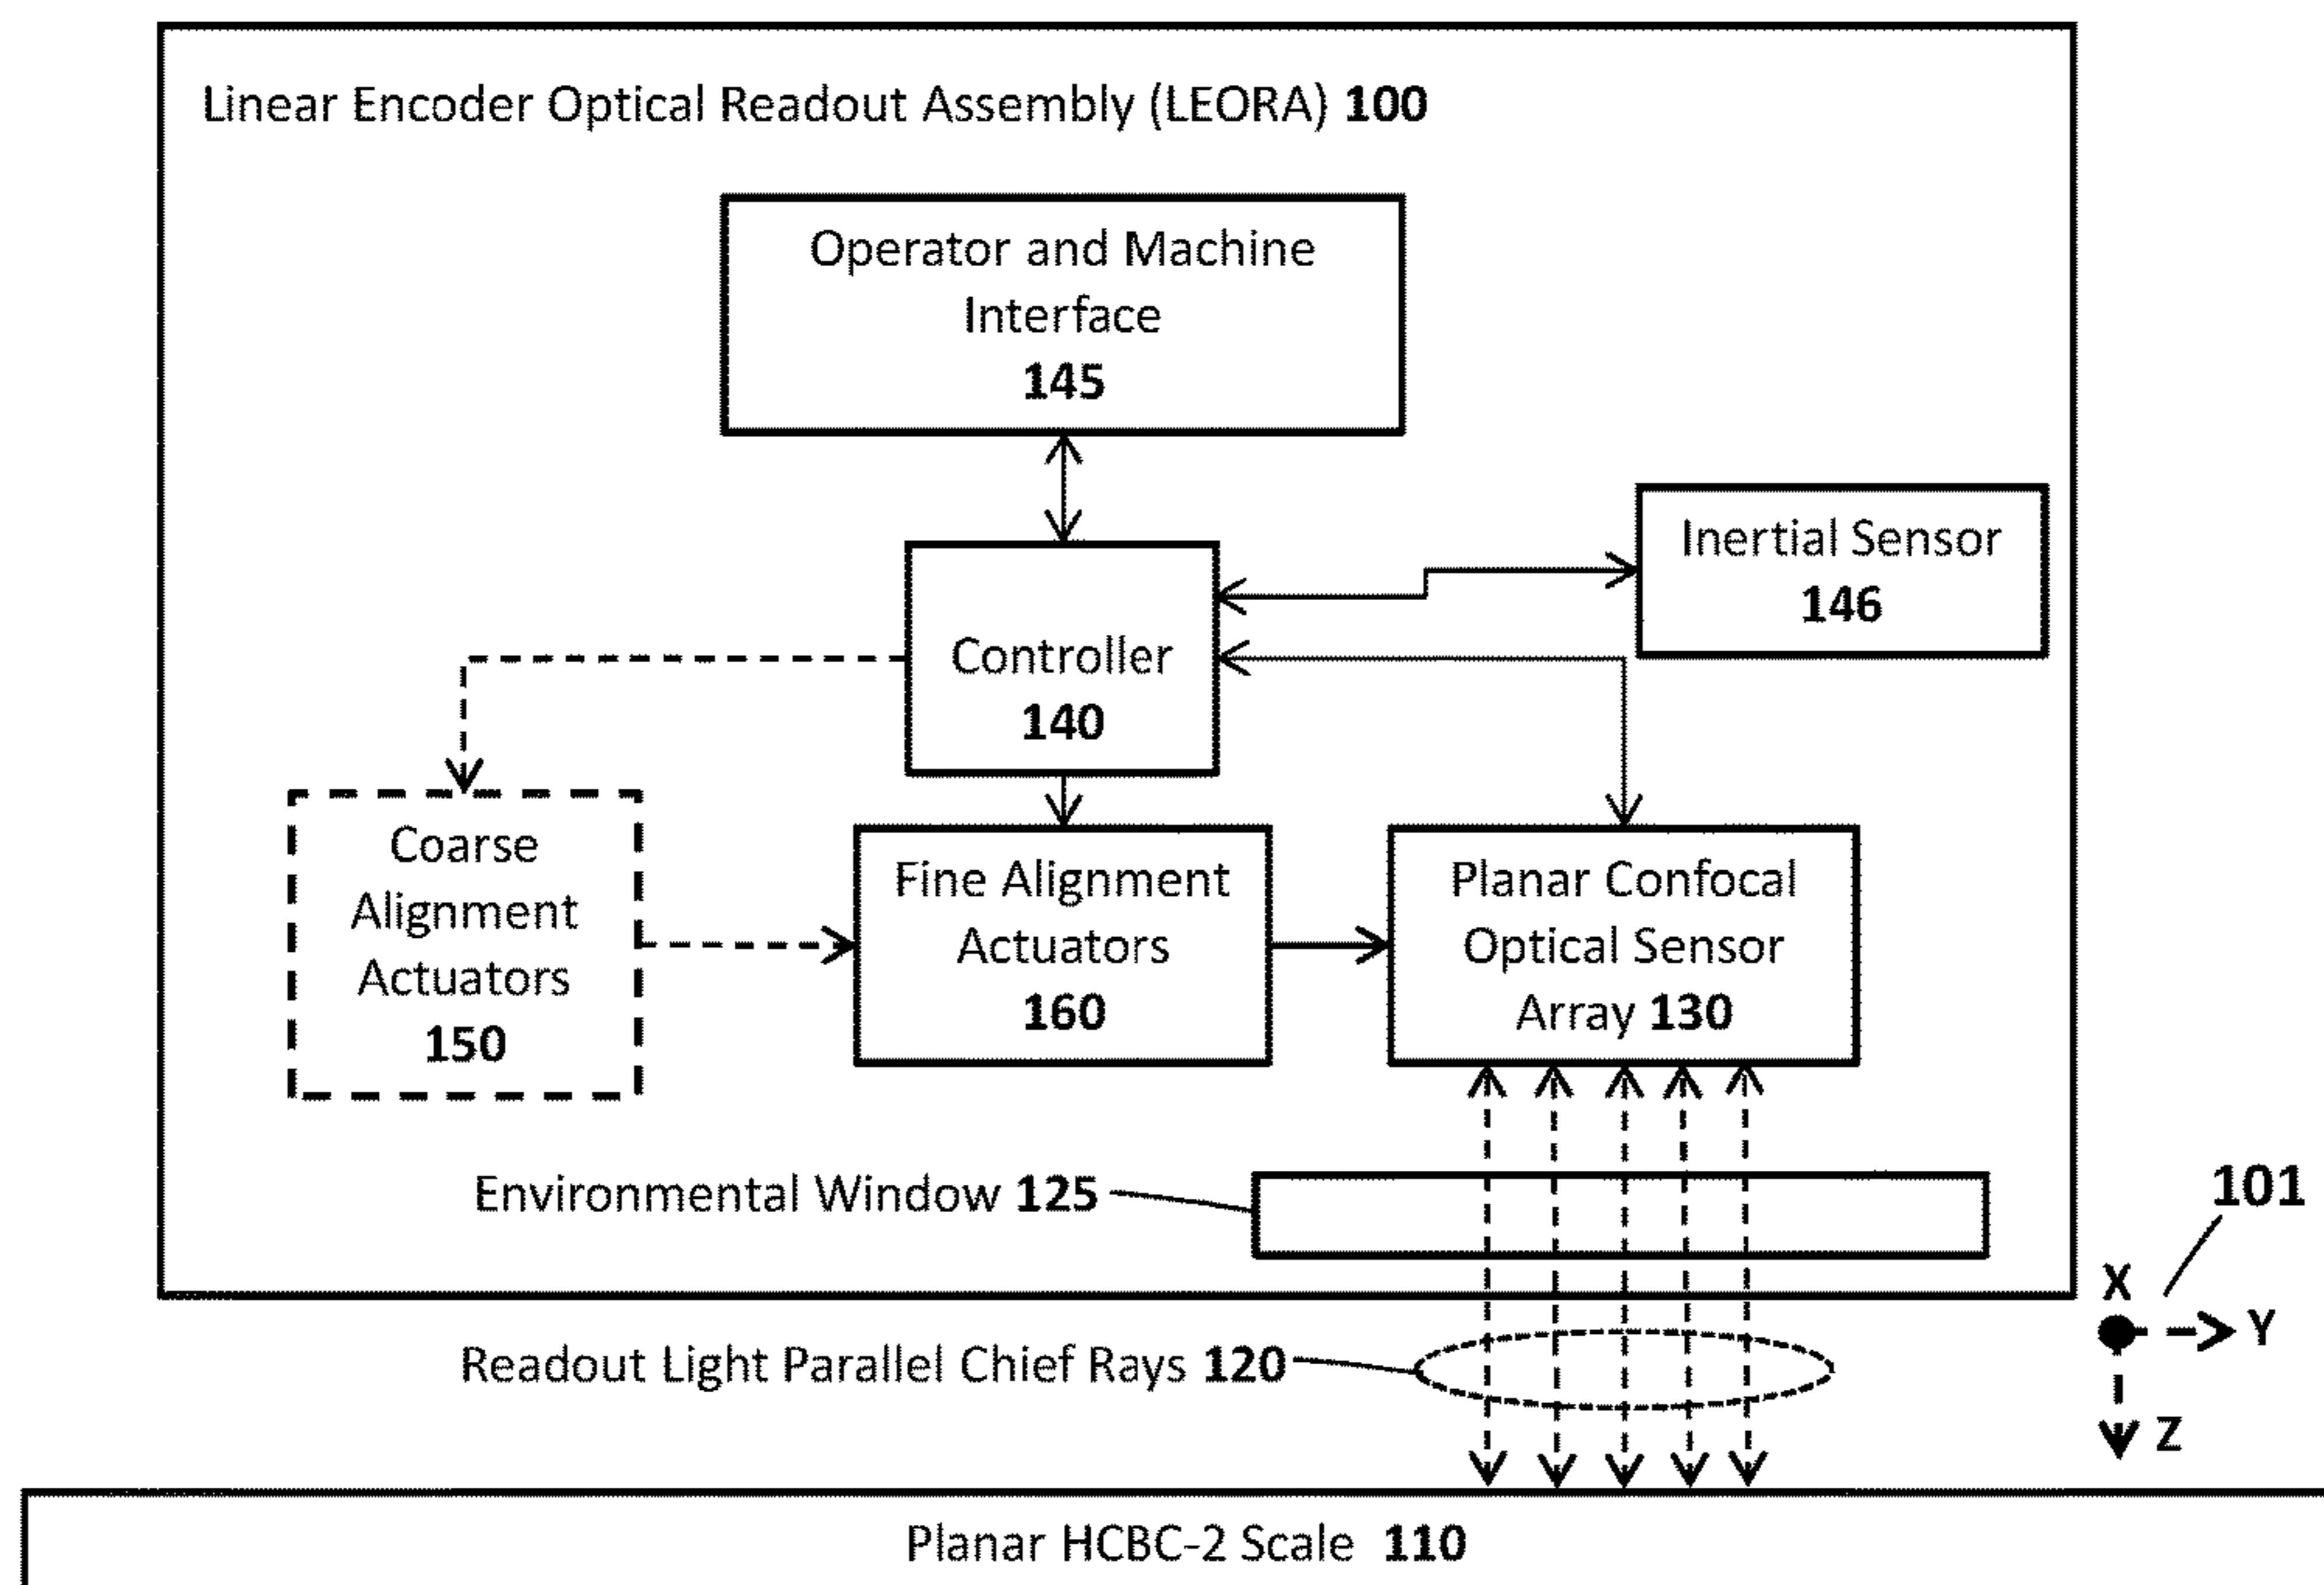 Linear Encoder Optical Readout Assembly (LEORA) 100
Operator and Machine
Interface
145
Inertial Sensor
146
Controller
140
Coarse
Alignment
Actuators
150
Fine Alignment
Actuators
160
Planar Confocal
Optical Sensor
Array 130
Environmental Window 125
101
X
Y
Readout Light Parallel Chief Rays 120
Z
Planar HCBC-2 Scale 110